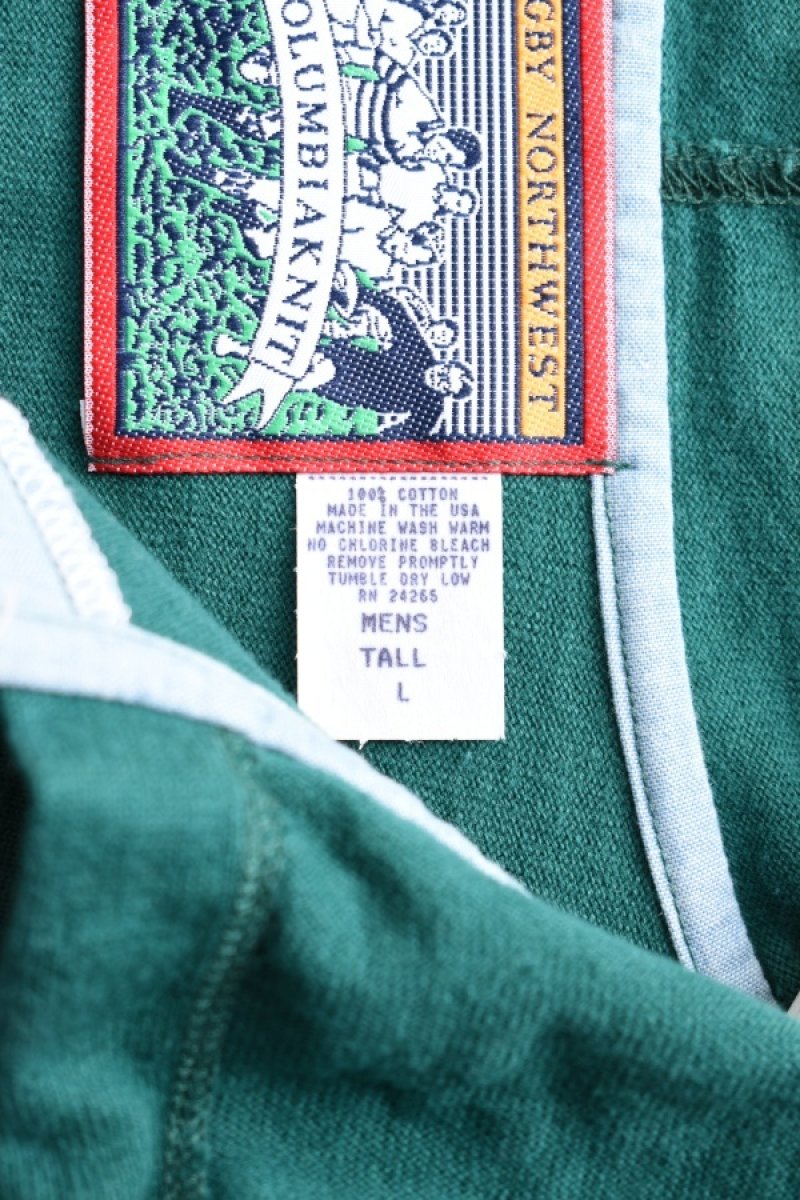 COLUMBIAKNIT
NORTHWEST
100% COTTON
MADE IN THE USA
MACHINE WASH WARM
NO CHLORINE BLEACH
REMOVE PROMPTLY
TUMBLE DRY LOW
RN 24265
MENS
TALL
L